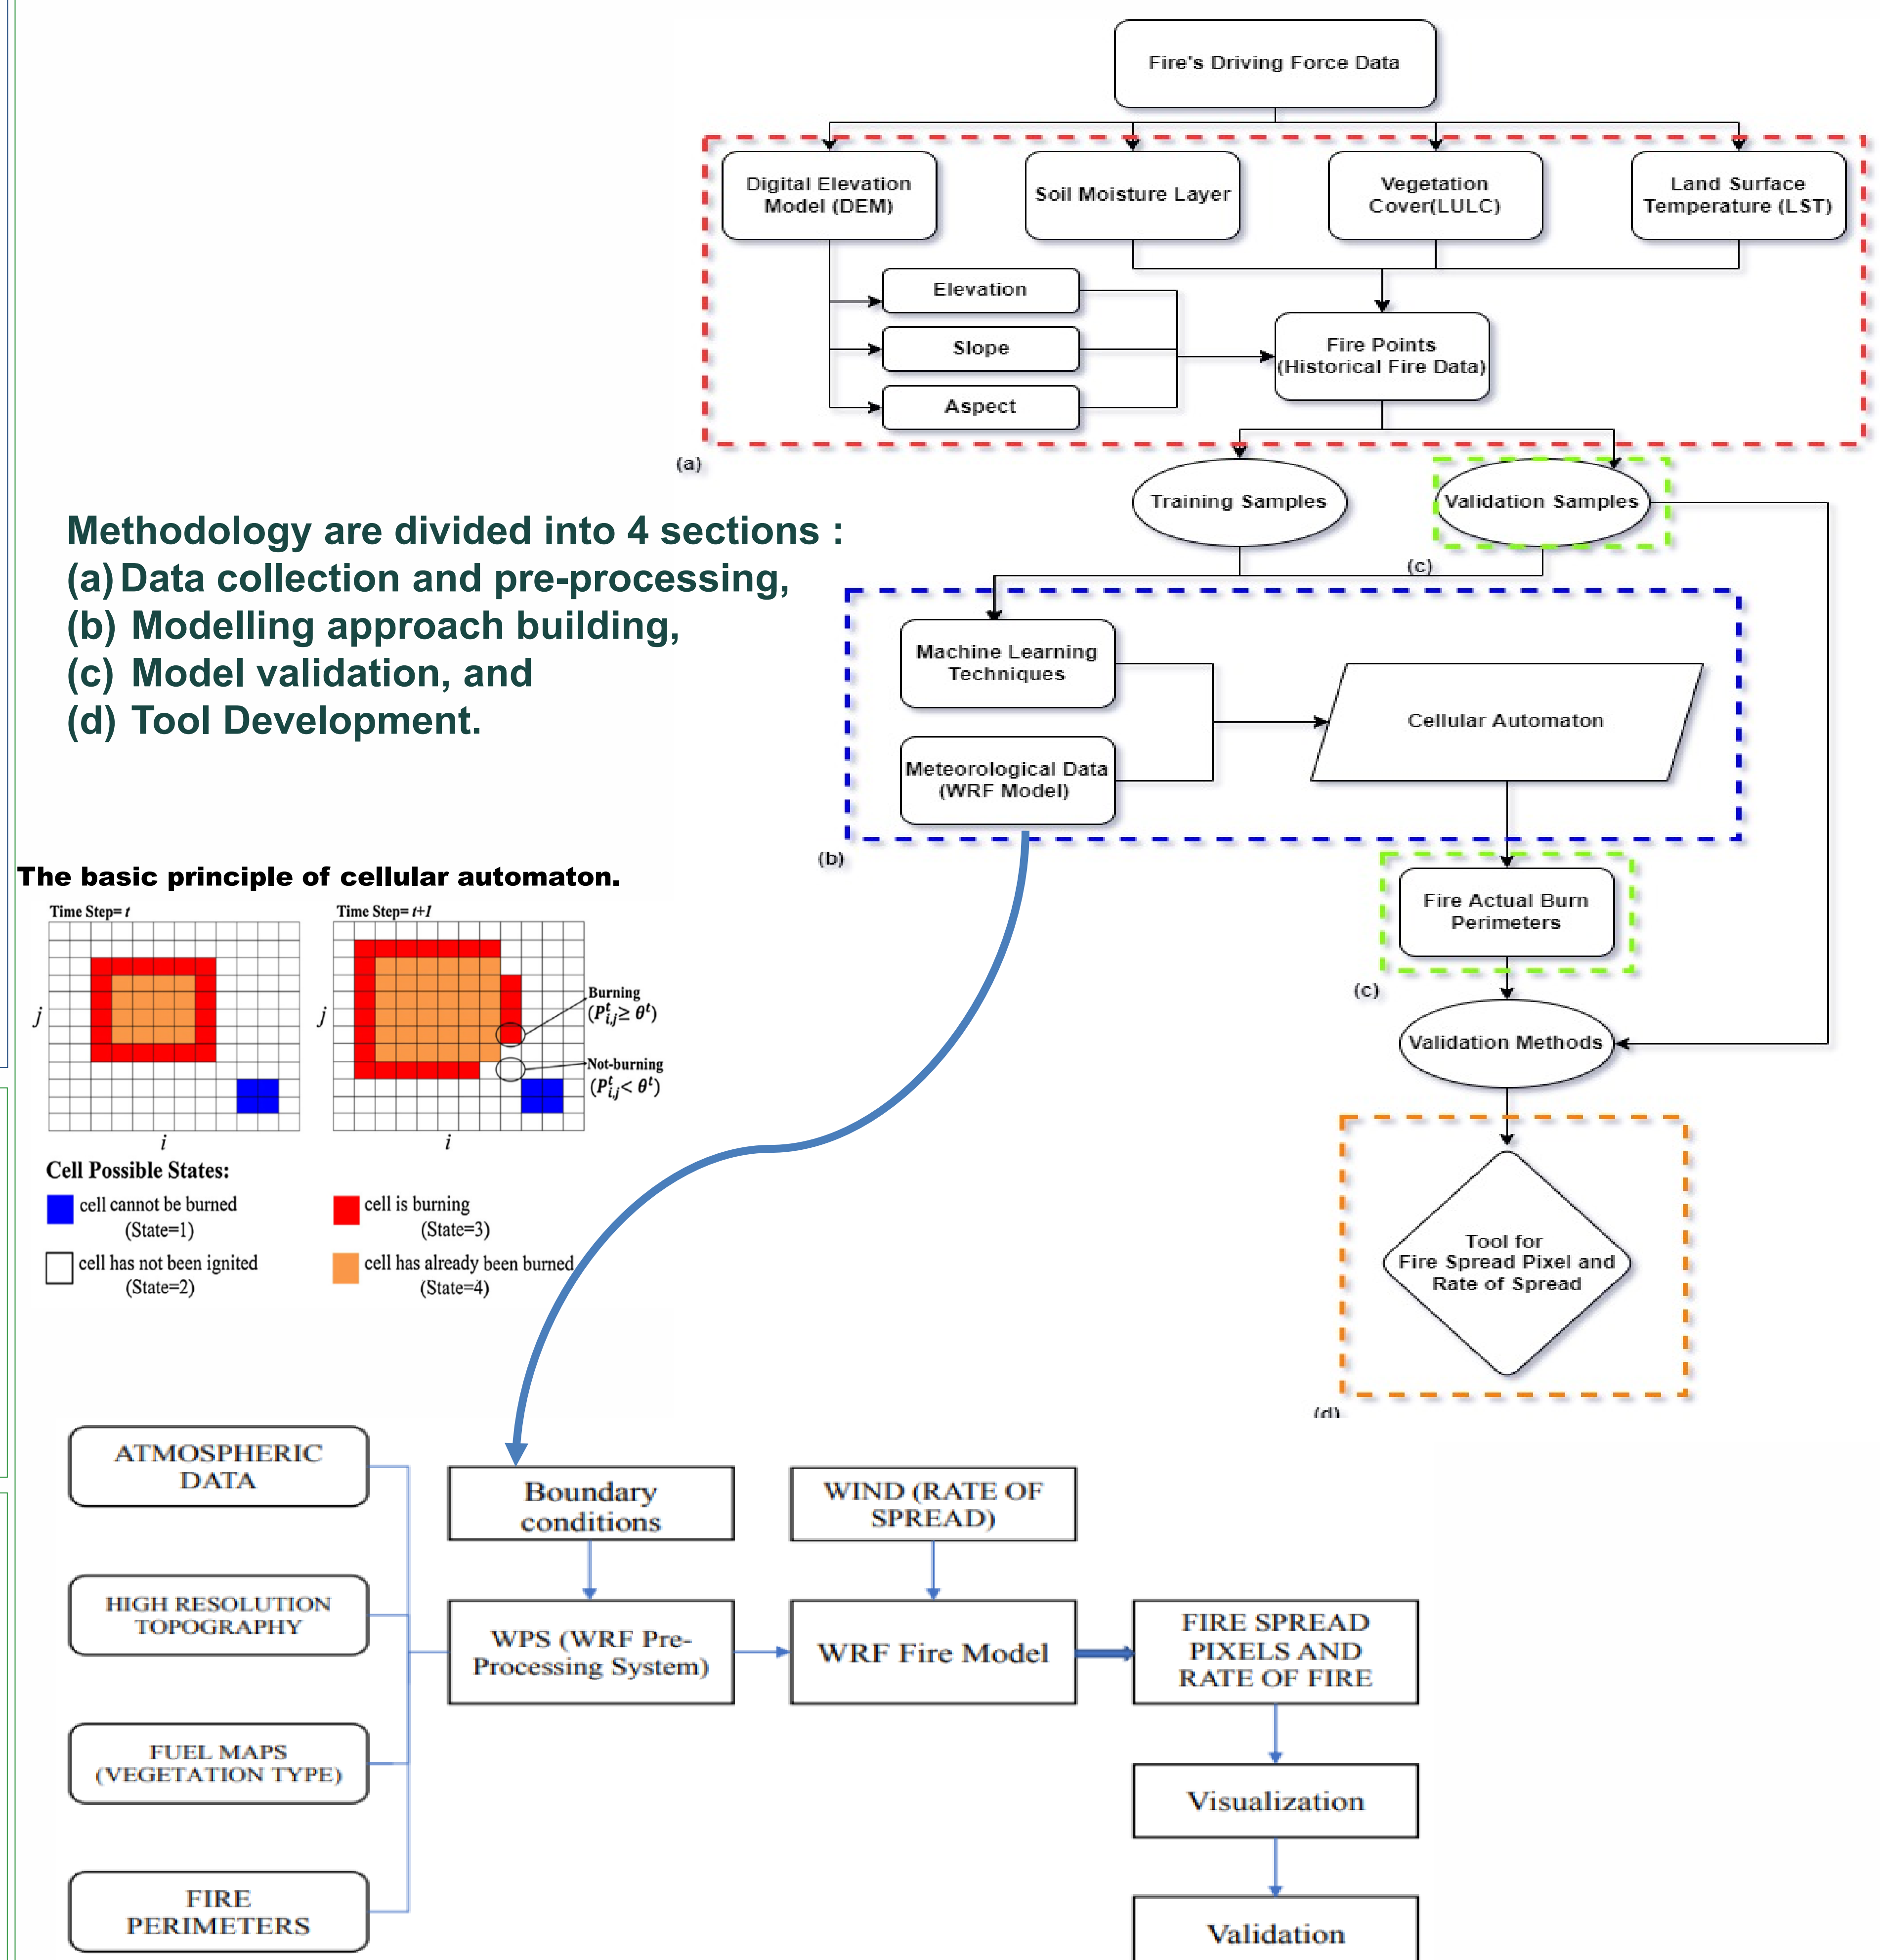 Fire's Driving Force Data
Digital Elevation
Model (DEM)
Soil Moisture Layer
Vegetation
Cover(LULC)
Land Surface
Temperature (LST)
Elevation
Slope
Aspect
Fire Points
(Historical Fire Data)
(a)
Training Samples
Validation Samples
(c)
Methodology are divided into 4 sections :
(a) Data collection and pre-processing,
(b) Modelling approach building,
(c) Model validation, and
(d) Tool Development.
Machine Learning
Techniques
Meteorological Data
(WRF Model)
Cellular Automaton
(b)
Fire Actual Burn
Perimeters
(c)
Validation Methods
Tool for
Fire Spread Pixel and
Rate of Spread
(d)
The basic principle of cellular automaton.
Time Step= t
Time Step= t+1
j
i
j
i
Burning
(P^t_{i,j} ≥ θ^t)
Not-burning
(P^t_{i,j} < θ^t)
Cell Possible States:
cell cannot be burned
(State=1)
cell is burning
(State=3)
cell has not been ignited
(State=2)
cell has already been burned
(State=4)
ATMOSPHERIC
DATA
HIGH RESOLUTION
TOPOGRAPHY
FUEL MAPS
(VEGETATION TYPE)
FIRE
PERIMETERS
Boundary
conditions
WPS (WRF Pre-
Processing System)
WIND (RATE OF
SPREAD)
WRF Fire Model
FIRE SPREAD
PIXELS AND
RATE OF FIRE
Visualization
Validation